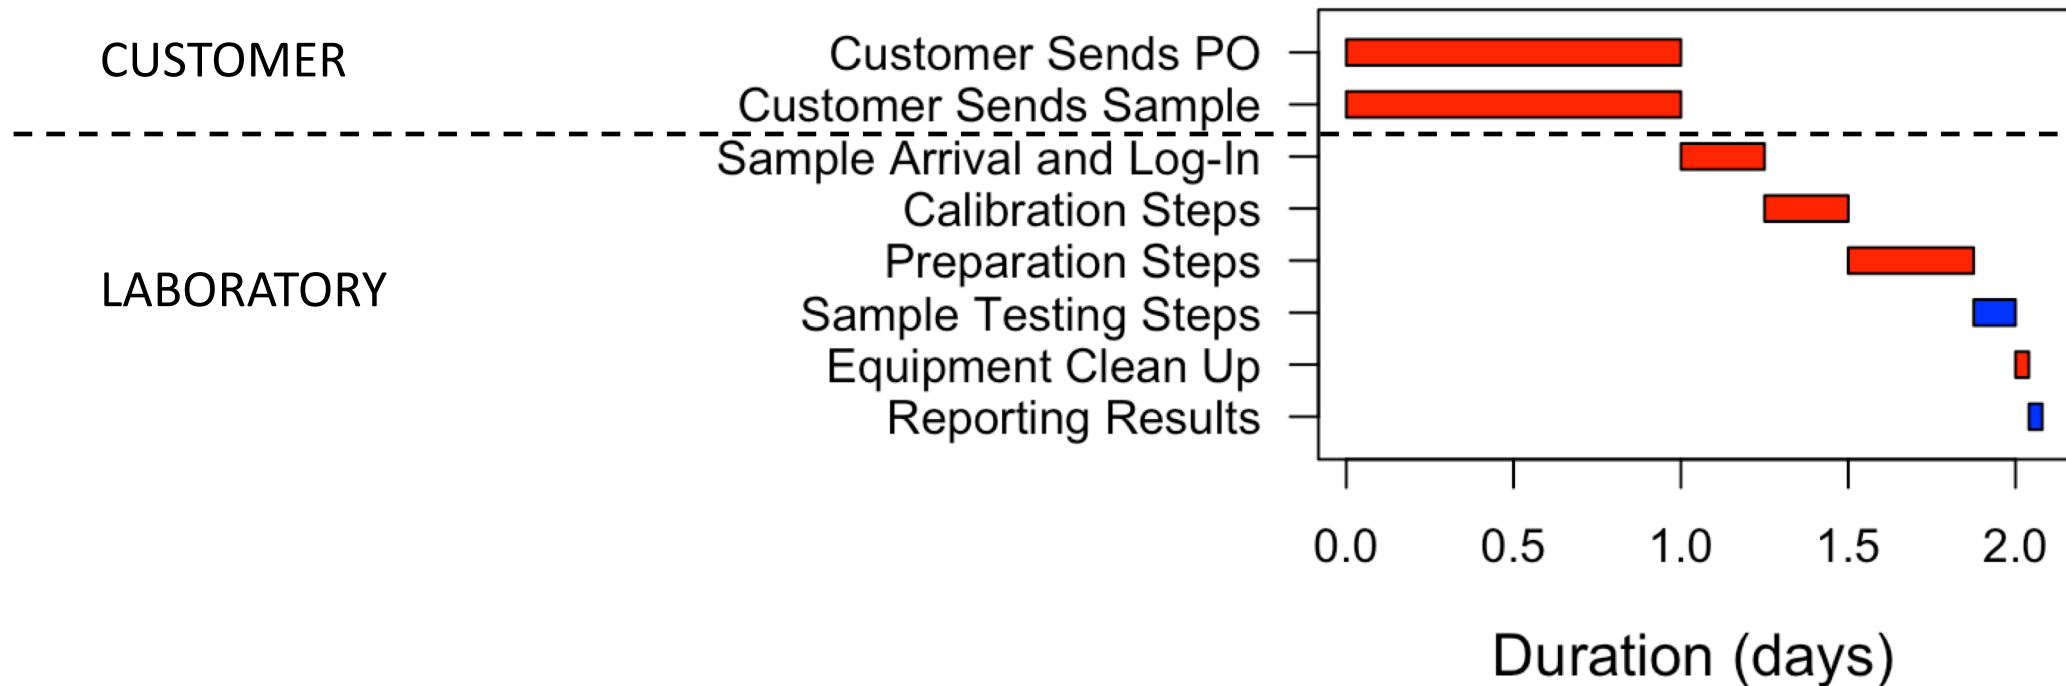 CUSTOMER
Customer Sends PO
Customer Sends Sample
Sample Arrival and Log-In
Calibration Steps
LABORATORY
Preparation Steps
Sample Testing Steps
Equipment Clean Up
Reporting Results
0.0 0.5 1.0 1.5 2.0
Duration (days)